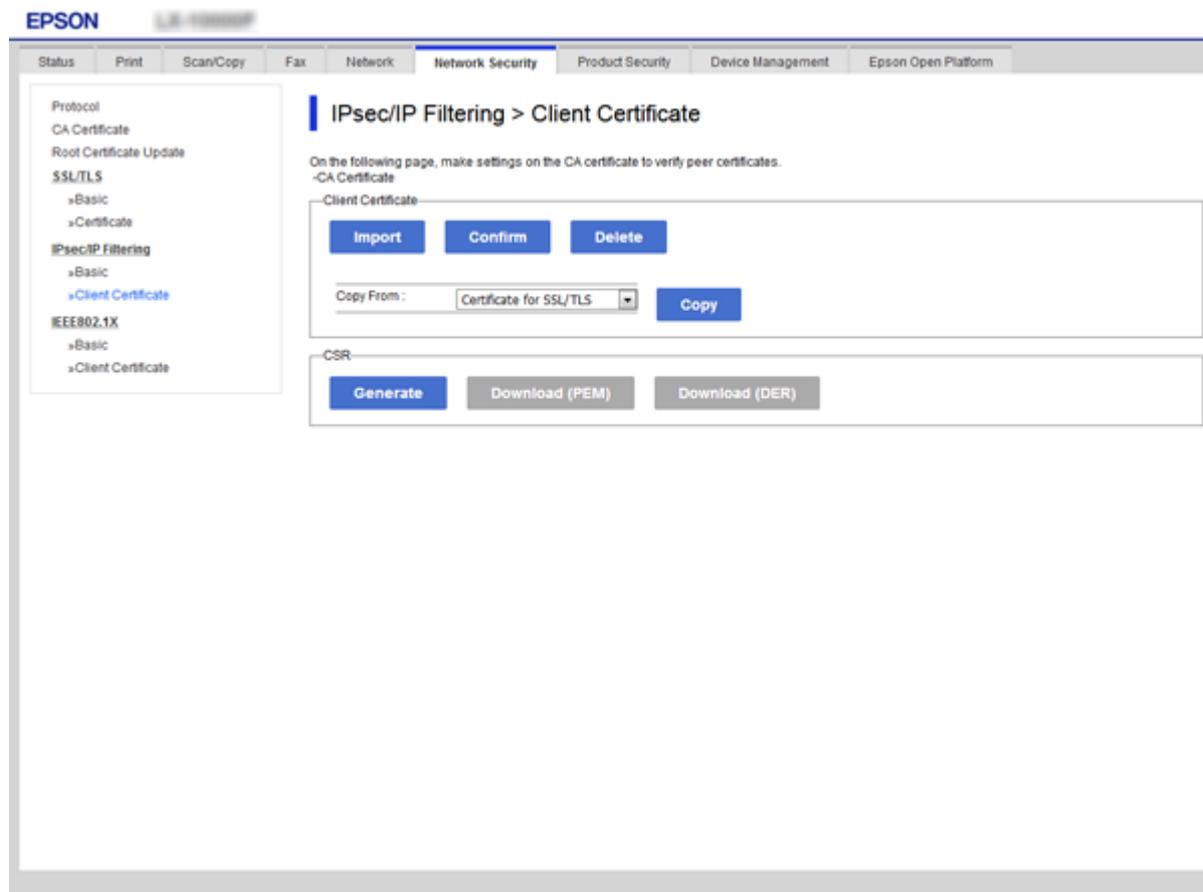 EPSON
Status Print Scan/Copy Fax Network Network Security Product Security Device Management Epson Open Platform
Protocol
CA Certificate
Root Certificate Update
SSL/TLS
»Basic
»Certificate
IPsec/IP Filtering
»Basic
»Client Certificate
IEEE802.1X
»Basic
»Client Certificate
IPsec/IP Filtering > Client Certificate
On the following page, make settings on the CA certificate to verify peer certificates.
-CA Certificate
Client Certificate
Import Confirm Delete
Copy From : Certificate for SSL/TLS Copy
CSR
Generate Download (PEM) Download (DER)